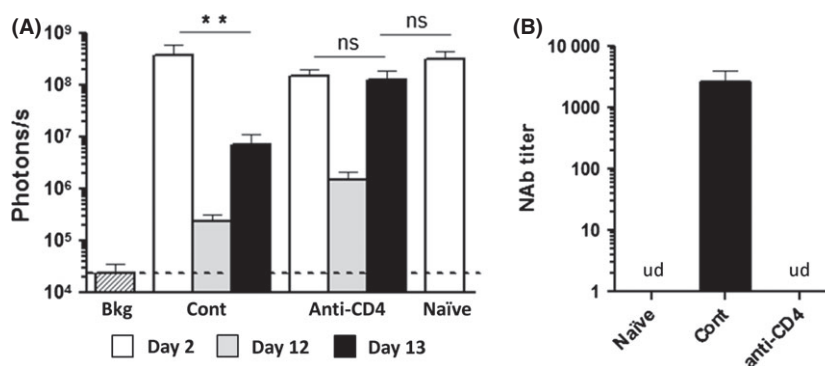 (A)
Photons/s
10⁹
10⁸
10⁷
10⁶
10⁵
10⁴
* *
ns
ns
Bkg
Cont
Anti-CD4
Naïve
Day 2
Day 12
Day 13
(B)
NAb titer
10 000
1000
100
10
1
ud
ud
Naïve
Cont
anti-CD4